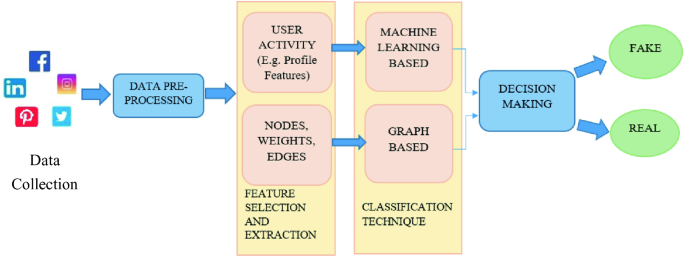 Data
Collection
DATA PRE-
PROCESSING
USER
ACTIVITY
(E.g. Profile
Features)
NODES,
WEIGHTS,
EDGES
FEATURE
SELECTION
AND
EXTRACTION
MACHINE
LEARNING
BASED
GRAPH
BASED
CLASSIFICATION
TECHNIQUE
DECISION
MAKING
FAKE
REAL